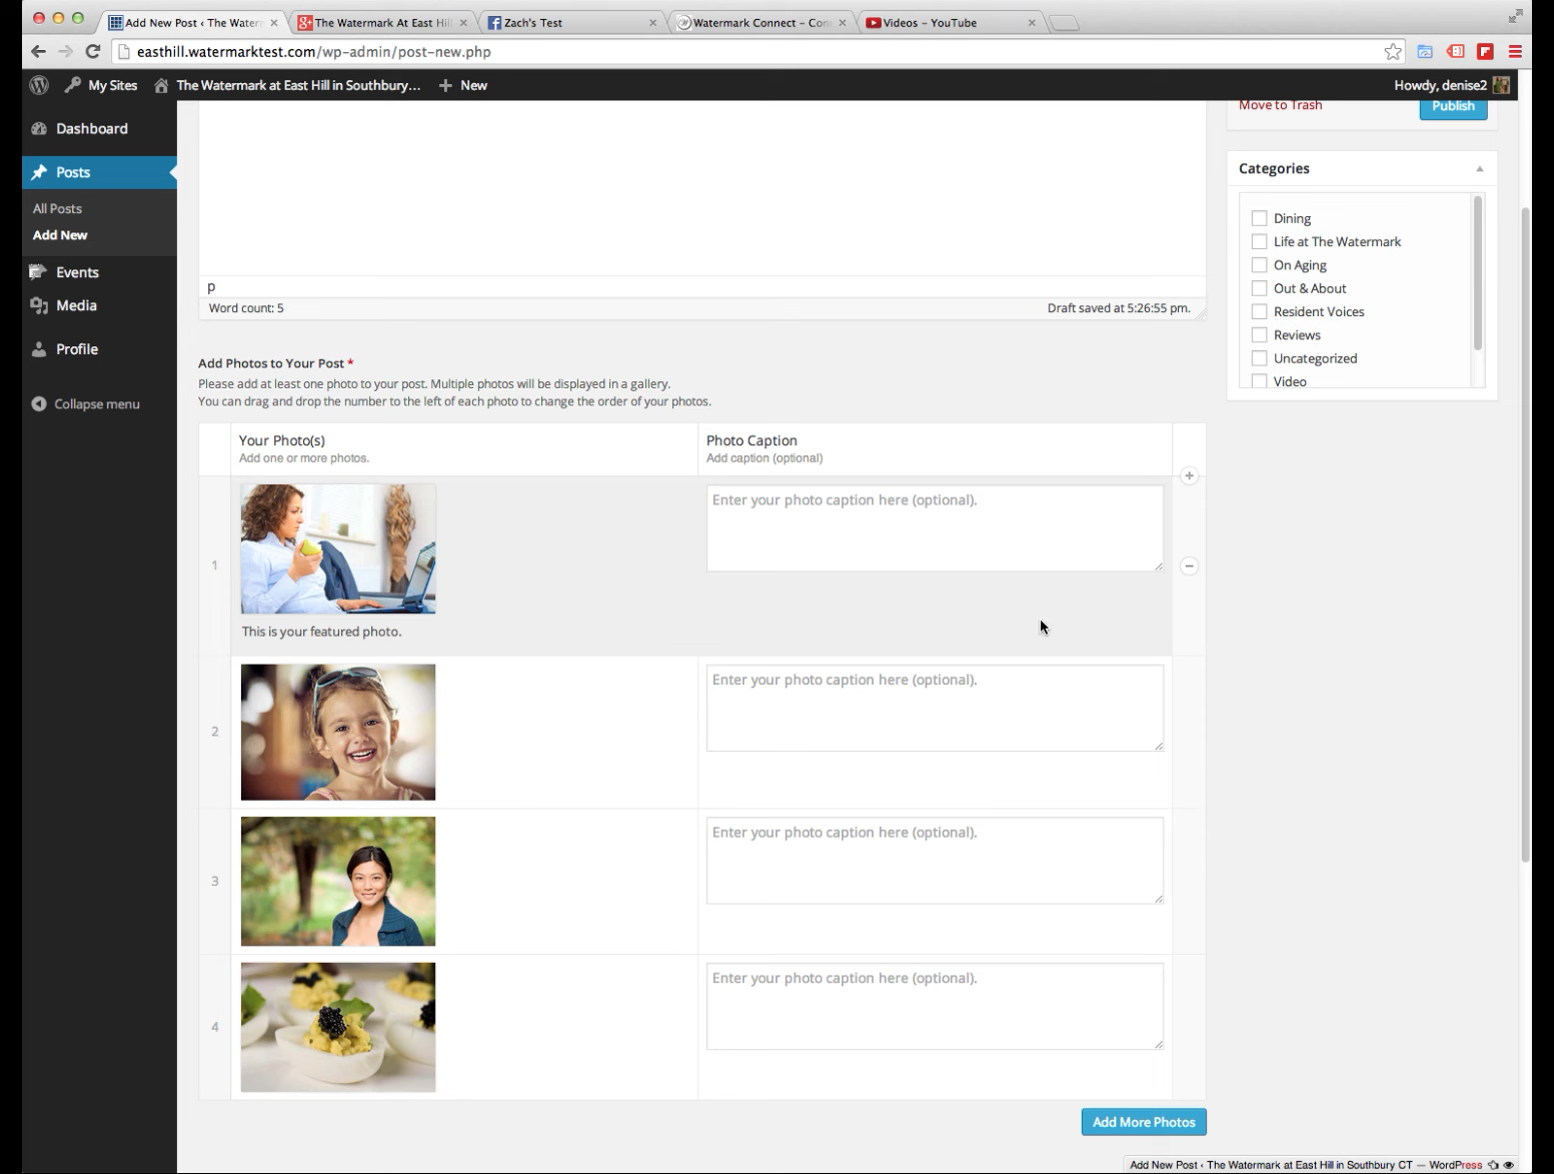 Add New Post ‹ The Water
The Watermark At East Hill
Zach's Test
Watermark Connect – Con
Videos – YouTube
easthill.watermarktest.com/wp-admin/post-new.php
My Sites
The Watermark at East Hill in Southbury…
+ New
Howdy, denise2
Dashboard
Posts
All Posts
Add New
Events
Media
Profile
Collapse menu
Move to Trash
Publish
Categories
Dining
Life at The Watermark
On Aging
Out & About
Resident Voices
Reviews
Uncategorized
Video
p
Word count: 5
Draft saved at 5:26:55 pm.
Add Photos to Your Post *
Please add at least one photo to your post. Multiple photos will be displayed in a gallery.
You can drag and drop the number to the left of each photo to change the order of your photos.
Your Photo(s)
Add one or more photos.
Photo Caption
Add caption (optional)
1
Enter your photo caption here (optional).
This is your featured photo.
2
Enter your photo caption here (optional).
3
Enter your photo caption here (optional).
4
Enter your photo caption here (optional).
Add More Photos
Add New Post ‹ The Watermark at East Hill in Southbury CT — WordPress